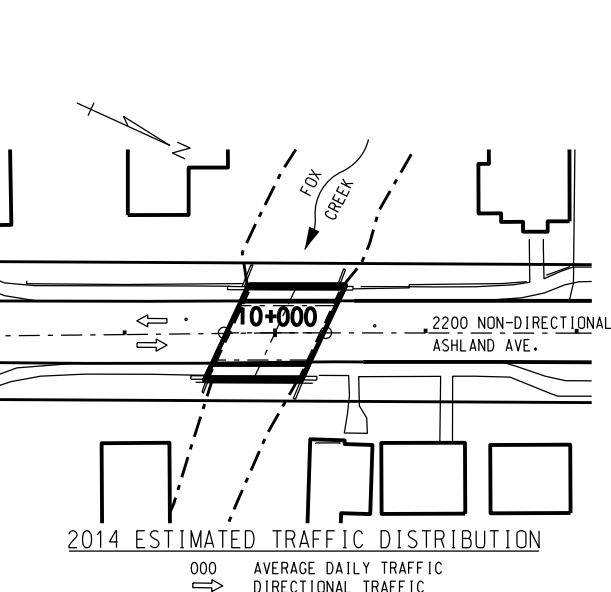 N
FOX
CREEK
10+000
2200 NON-DIRECTIONAL
ASHLAND AVE.
2014 ESTIMATED TRAFFIC DISTRIBUTION
000 AVERAGE DAILY TRAFFIC
DIRECTIONAL TRAFFIC